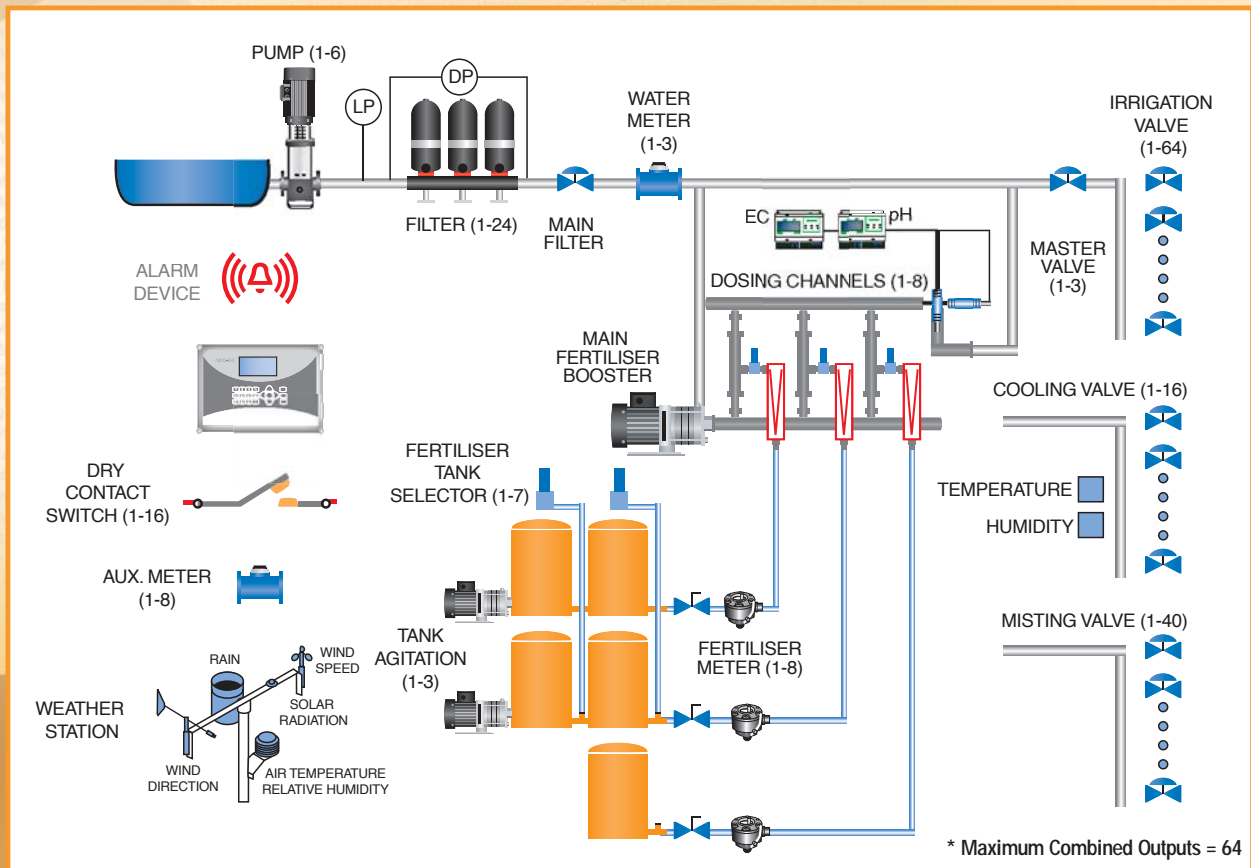 PUMP (1-6)
LP
DP
WATER
METER
(1-3)
IRRIGATION
VALVE
(1-64)
FILTER (1-24)
MAIN
FILTER
EC
pH
MASTER
VALVE
(1-3)
ALARM
DEVICE
DOSING CHANNELS (1-8)
MAIN
FERTILISER
BOOSTER
COOLING VALVE (1-16)
DRY
CONTACT
SWITCH (1-16)
FERTILISER
TANK
SELECTOR (1-7)
TEMPERATURE
HUMIDITY
AUX. METER
(1-8)
TANK
AGITATION
(1-3)
FERTILISER
METER (1-8)
MISTING VALVE (1-40)
WEATHER
STATION
RAIN
WIND
SPEED
SOLAR
RADIATION
WIND
DIRECTION
AIR TEMPERATURE
RELATIVE HUMIDITY
* Maximum Combined Outputs = 64